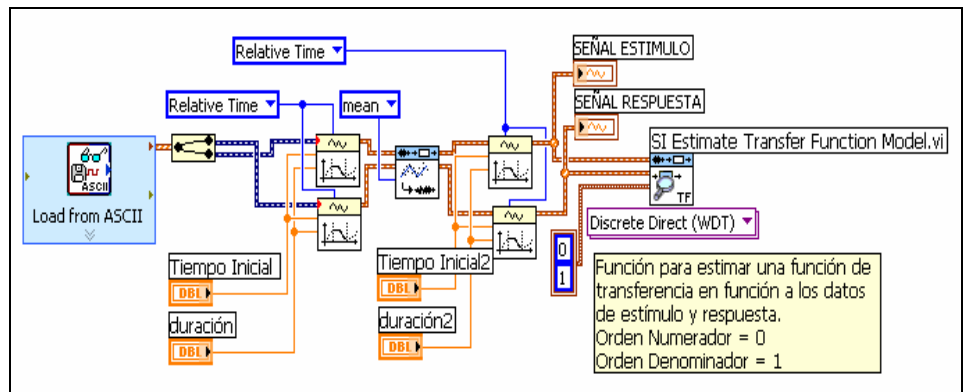 Relative Time
SEÑAL ESTIMULO
Relative Time
mean
SEÑAL RESPUESTA
SI Estimate Transfer Function Model.vi
ASCII
TF
Load from ASCII
Discrete Direct (WDT)
0
1
Tiempo Inicial
DBL
Tiempo Inicial2
DBL
duración
DBL
duración2
DBL
Función para estimar una función de
transferencia en función a los datos
de estímulo y respuesta.
Orden Numerador = 0
Orden Denominador = 1